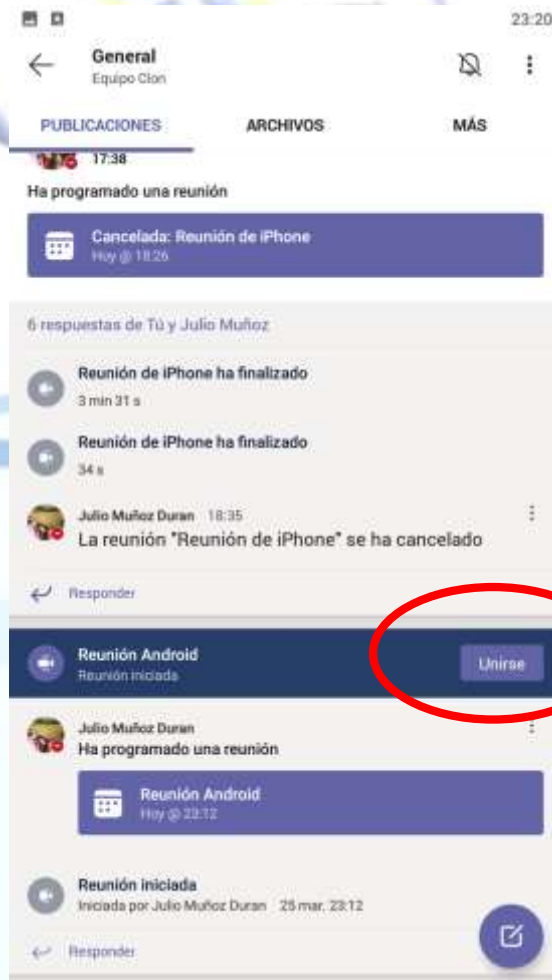 23:20
General
Equipo Clon
PUBLICACIONES ARCHIVOS MÁS
17:38
Ha programado una reunión
Cancelada: Reunión de iPhone
Hoy @ 18:26
6 respuestas de Tú y Julio Muñoz
Reunión de iPhone ha finalizado
3 min 31 s
Reunión de iPhone ha finalizado
34 s
Julio Muñoz Duran 18:35
La reunión "Reunión de iPhone" se ha cancelado
Responder
Reunión Android
Reunión iniciada
Unirse
Julio Muñoz Duran
Ha programado una reunión
Reunión Android
Hoy @ 23:12
Reunión iniciada
Iniciada por Julio Muñoz Duran 25 mar. 23:12
Responder